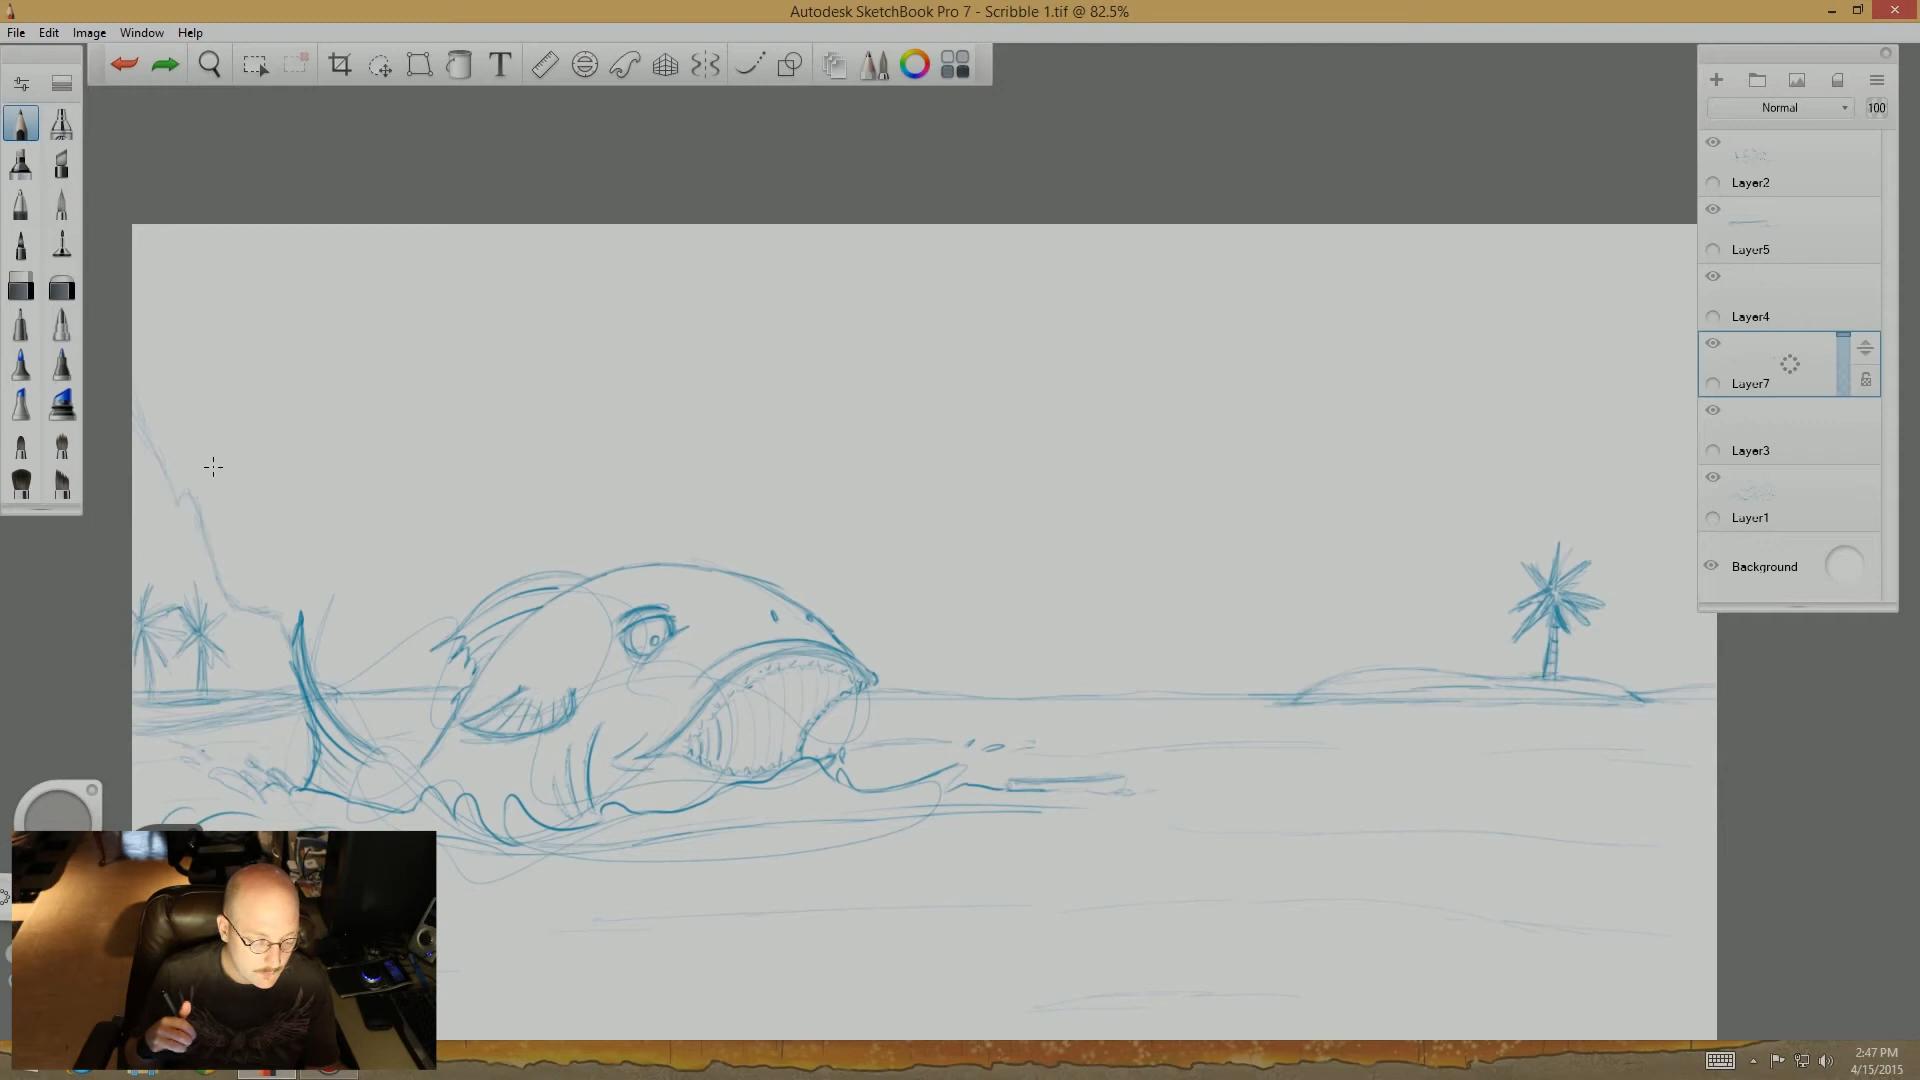 Autodesk SketchBook Pro 7 - Scribble 1.tif @ 82.5%
File Edit Image Window Help
T
Normal 100
Layer2
Layer5
Layer4
Layer7
Layer3
Layer1
Background
2:47 PM
4/15/2015